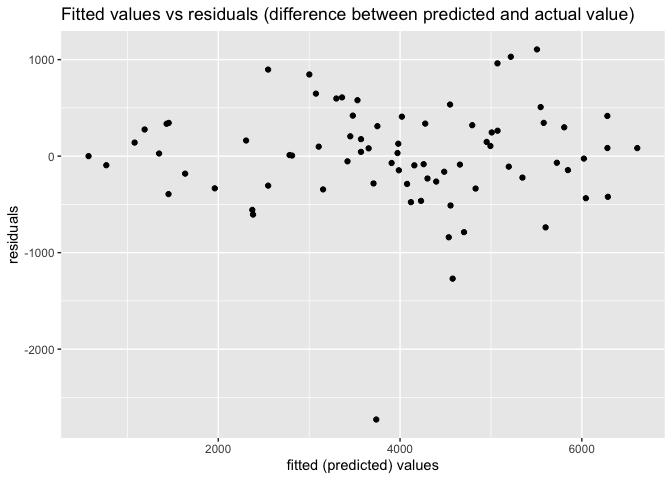 Fitted values vs residuals (difference between predicted and actual value)
1000
0
-1000
-2000
residuals
2000
4000
6000
fitted (predicted) values